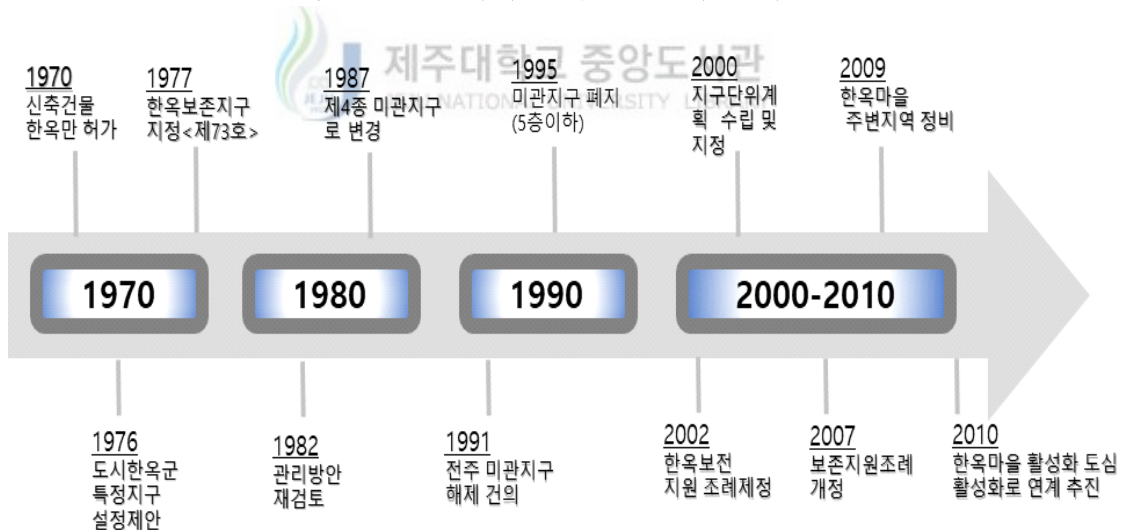 제주대학교 중앙도서관
1970
신축건물
한옥만 허가
1977
한옥보존지구
지정<제73호>
1987
제4종 미관지구
로 변경
1995
미관지구 폐지
(5층이하)
2000
지구단위계
획 수립 및
지정
2009
한옥마을
주변지역 정비
1970
1980
1990
2000-2010
1976
도시한옥군
특정지구
설정제안
1982
관리방안
재검토
1991
전주 미관지구
해제 건의
2002
한옥보전
지원 조례제정
2007
보존지원조례
개정
2010
한옥마을 활성화 도심
활성화로 연계 추진